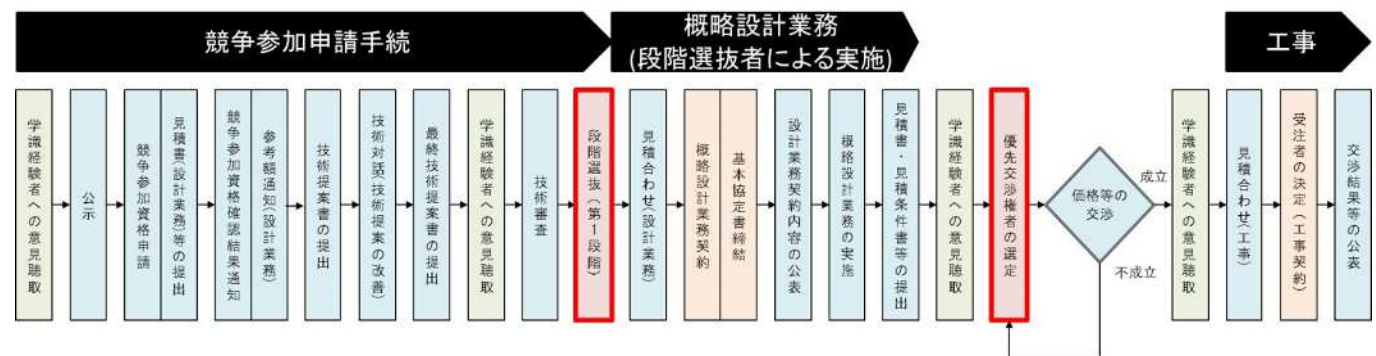 競争参加申請手続
概略設計業務
(段階選抜者による実施)
工事
学識経験者への意見聴取
公示
競争参加資格申請
見積書(設計業務)等の提出
競争参加資格確認結果通知
参考額通知(設計業務)
技術提案書の提出
技術対話(技術提案の改善)
最終技術提案書の提出
学識経験者への意見聴取
技術審査
段階選抜(第1段階)
見積合わせ(設計業務)
概略設計業務契約
基本協定書締結
設計業務契約内容の公表
概略設計業務の実施
見積書・見積条件書等の提出
学識経験者への意見聴取
優先交渉権者の選定
価格等の
交渉
成立
不成立
学識経験者への意見聴取
見積合わせ(工事)
受注者の決定(工事契約)
交渉結果等の公表